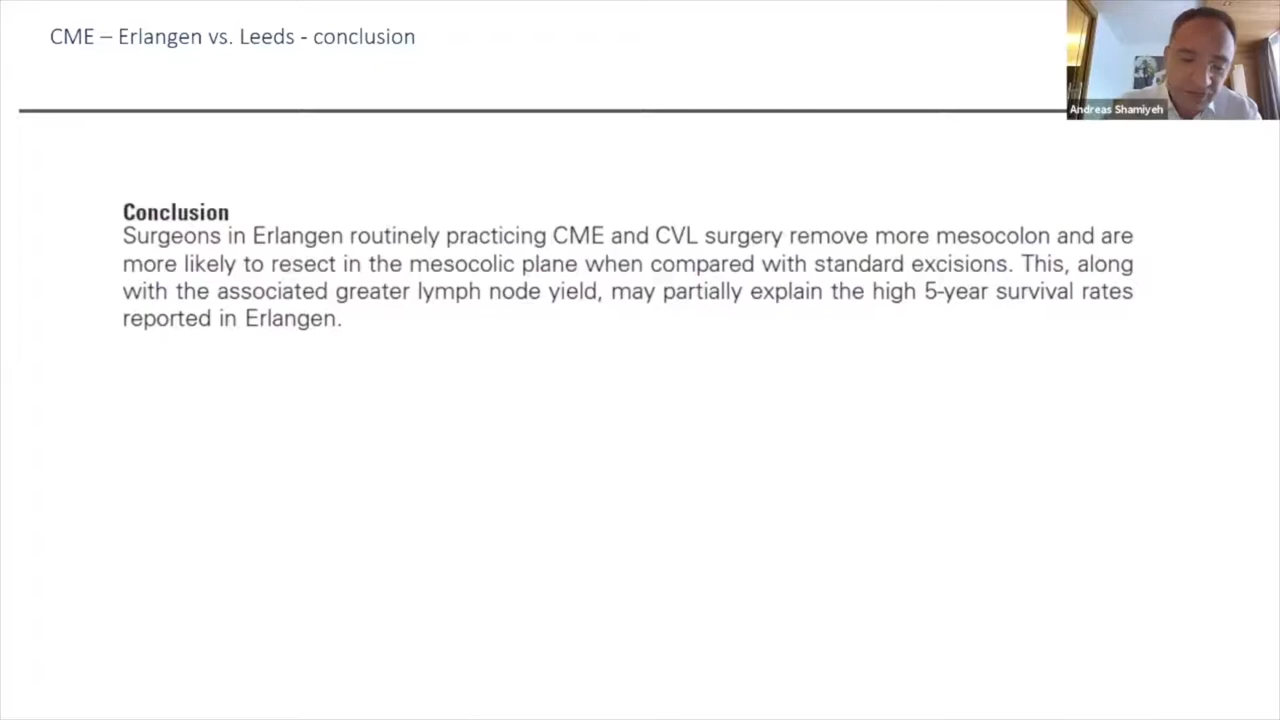 CME – Erlangen vs. Leeds - conclusion
Andreas Shamiyeh
Conclusion
Surgeons in Erlangen routinely practicing CME and CVL surgery remove more mesocolon and are
more likely to resect in the mesocolic plane when compared with standard excisions. This, along
with the associated greater lymph node yield, may partially explain the high 5-year survival rates
reported in Erlangen.